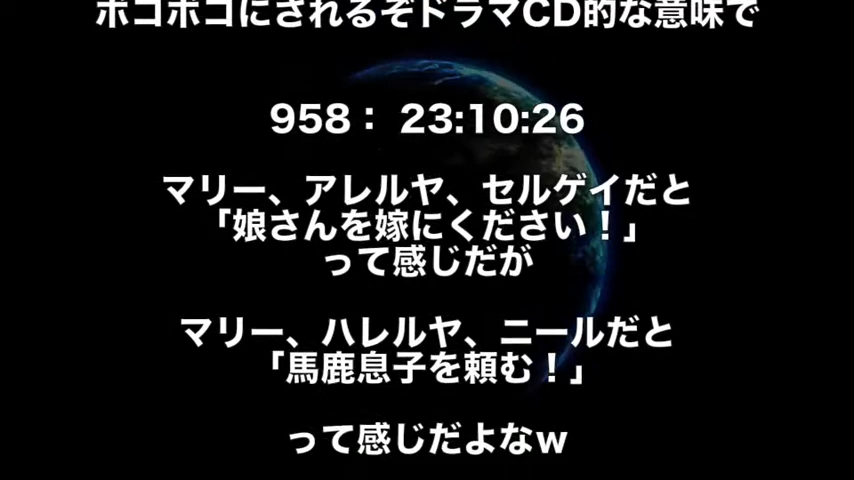 ボコボコにされるぞドラマCD的な意味で
958： 23:10:26
マリー、アレルヤ、セルゲイだと
「娘さんを嫁にください！」
って感じだが
マリー、ハレルヤ、ニールだと
「馬鹿息子を頼む！」
って感じだよなw